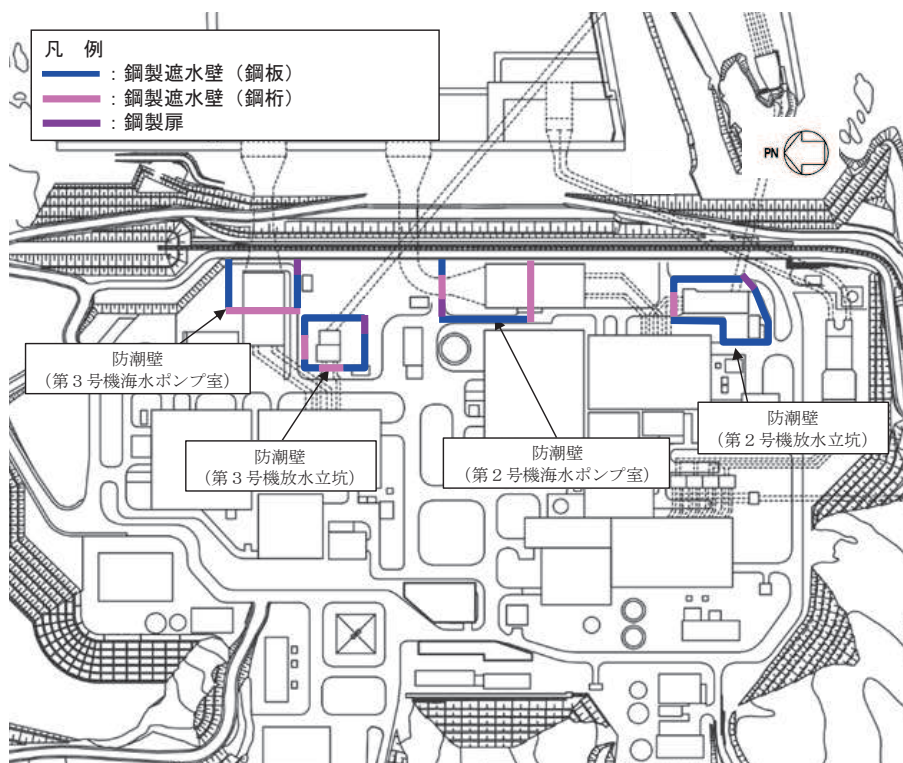 凡 例
：鋼製遮水壁（鋼板）
：鋼製遮水壁（鋼桁）
：鋼製扉
PN
防潮壁
（第３号機海水ポンプ室）
防潮壁
（第３号機放水立坑）
防潮壁
（第２号機海水ポンプ室）
防潮壁
（第２号機放水立坑）